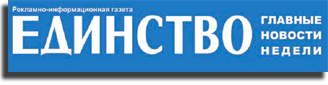 Рекламно-информационная газета
ЕДИНСТВО
ГЛАВНЫЕ
НОВОСТИ
НЕДЕЛИ